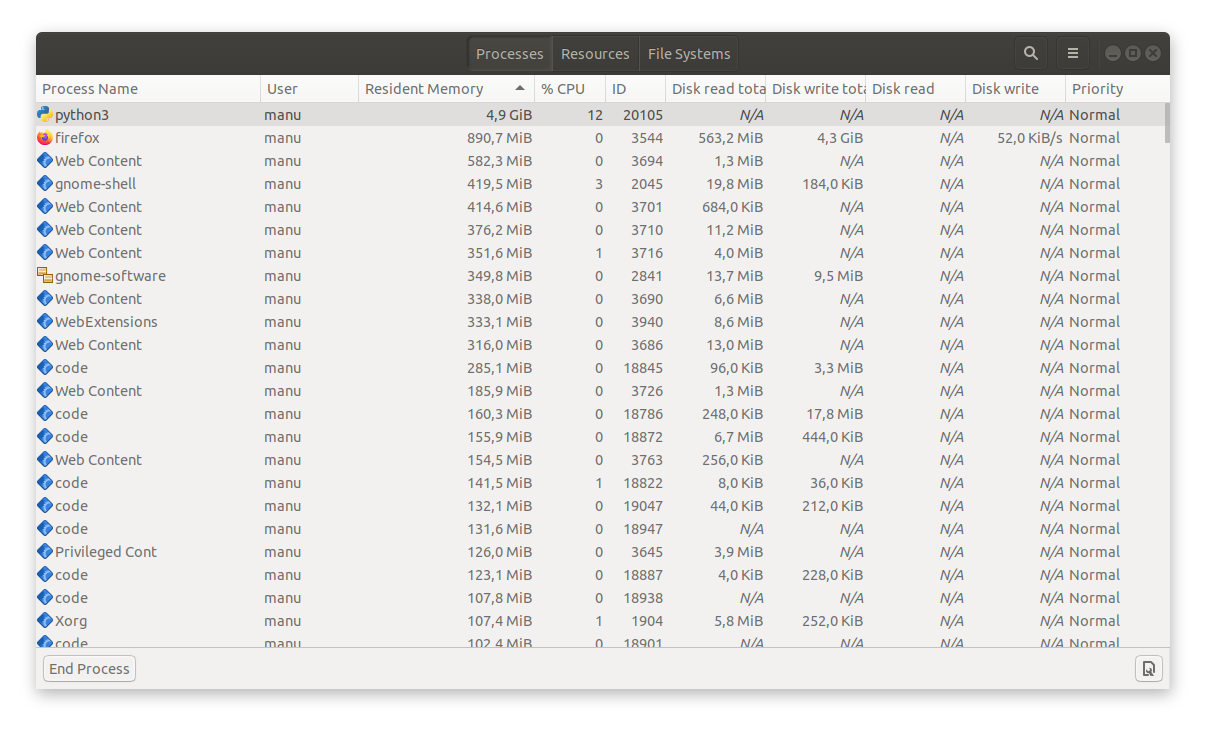 Processes Resources File Systems
Process Name User Resident Memory % CPU ID Disk read tota Disk write tota Disk read Disk write Priority
python3 manu 4,9 GiB 12 20105 N/A N/A N/A N/A Normal
firefox manu 890,7 MiB 0 3544 563,2 MiB 4,3 GiB N/A 52,0 KiB/s Normal
Web Content manu 582,3 MiB 0 3694 1,3 MiB N/A N/A N/A Normal
gnome-shell manu 419,5 MiB 3 2045 19,8 MiB 184,0 KiB N/A N/A Normal
Web Content manu 414,6 MiB 0 3701 684,0 KiB N/A N/A N/A Normal
Web Content manu 376,2 MiB 0 3710 11,2 MiB N/A N/A N/A Normal
Web Content manu 351,6 MiB 1 3716 4,0 MiB N/A N/A N/A Normal
gnome-software manu 349,8 MiB 0 2841 13,7 MiB 9,5 MiB N/A N/A Normal
Web Content manu 338,0 MiB 0 3690 6,6 MiB N/A N/A N/A Normal
WebExtensions manu 333,1 MiB 0 3940 8,6 MiB N/A N/A N/A Normal
Web Content manu 316,0 MiB 0 3686 13,0 MiB N/A N/A N/A Normal
code manu 285,1 MiB 0 18845 96,0 KiB 3,3 MiB N/A N/A Normal
Web Content manu 185,9 MiB 0 3726 1,3 MiB N/A N/A N/A Normal
code manu 160,3 MiB 0 18786 248,0 KiB 17,8 MiB N/A N/A Normal
code manu 155,9 MiB 0 18872 6,7 MiB 444,0 KiB N/A N/A Normal
Web Content manu 154,5 MiB 0 3763 256,0 KiB N/A N/A N/A Normal
code manu 141,5 MiB 1 18822 8,0 KiB 36,0 KiB N/A N/A Normal
code manu 132,1 MiB 0 19047 44,0 KiB 212,0 KiB N/A N/A Normal
code manu 131,6 MiB 0 18947 N/A N/A N/A N/A Normal
Privileged Cont manu 126,0 MiB 0 3645 3,9 MiB N/A N/A N/A Normal
code manu 123,1 MiB 0 18887 4,0 KiB 228,0 KiB N/A N/A Normal
code manu 107,8 MiB 0 18938 N/A N/A N/A N/A Normal
Xorg manu 107,4 MiB 1 1904 5,8 MiB 252,0 KiB N/A N/A Normal
code manu 102,4 MiB 0 18901 N/A N/A N/A N/A Normal
End Process